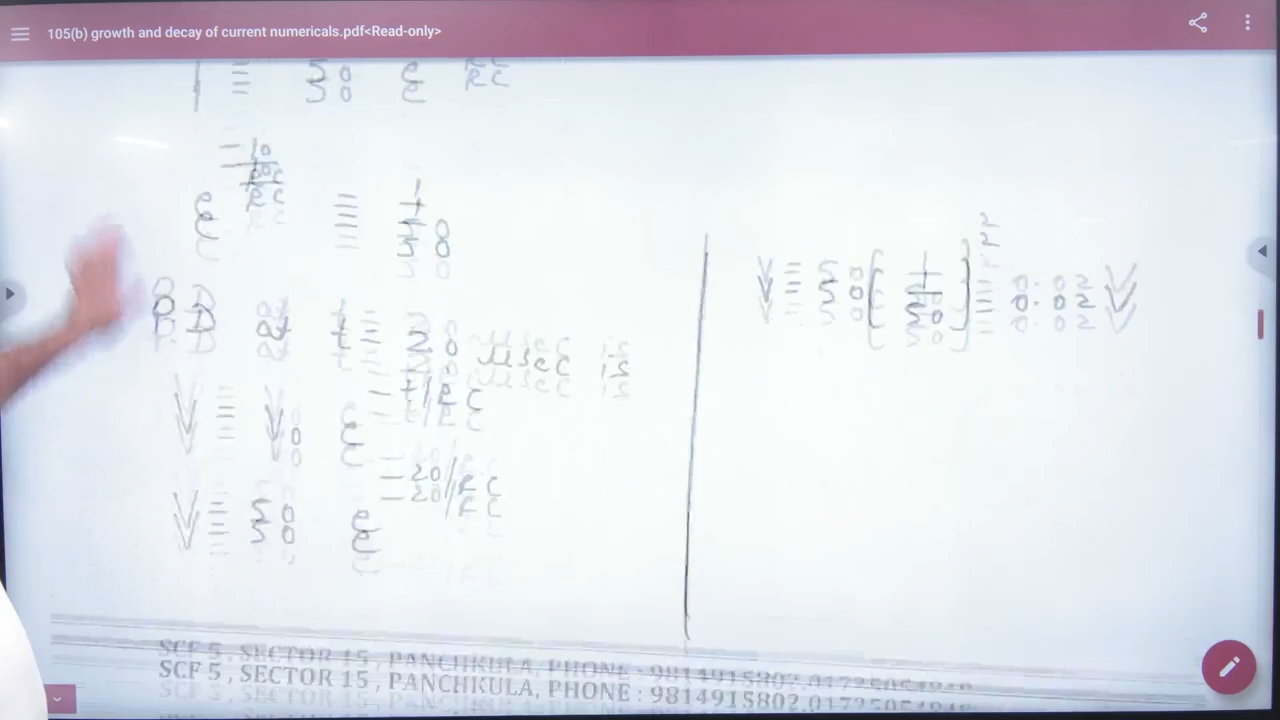 105(b) growth and decay of current numericals.pdf<Read-only>
1 = 50 e RC
e^(-10/RC) = 1/50
PD at t = 20 μsec is
V = V0 e^(-t/RC)
V = 50 e^(-20/RC)
V = 50 [1/50]^2 = 0.02 V
SCF 5 , SECTOR 15 , PANCHKULA, PHONE : 9814915802,